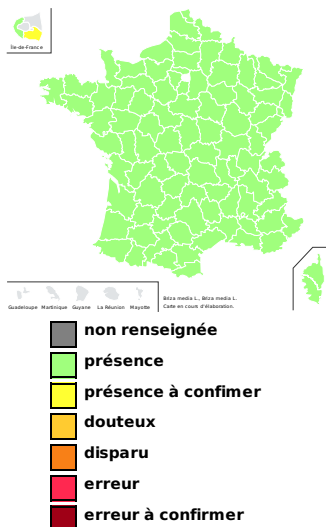 Île-de-France
Guadeloupe Martinique Guyane La Réunion Mayotte
Briza media L., Briza media L.
Carte en cours d'élaboration.
non renseignée
présence
présence à confimer
douteux
disparu
erreur
erreur à confirmer